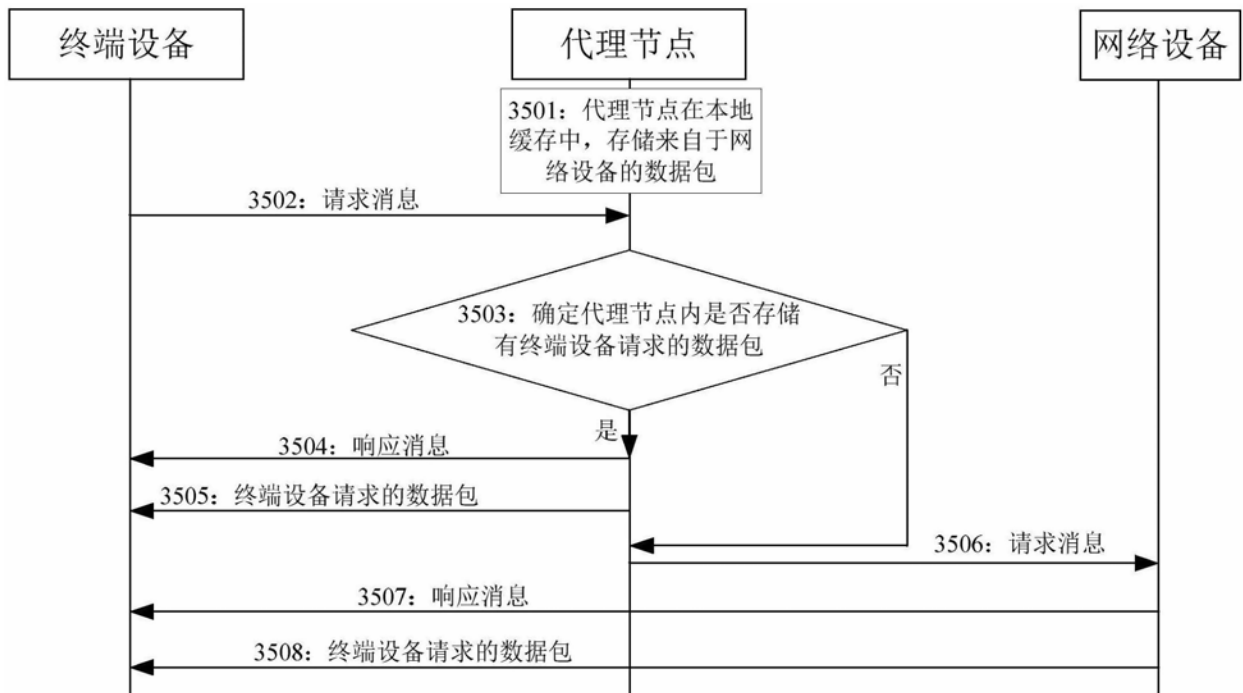 终端设备
代理节点
网络设备
3501：代理节点在本地
缓存中，存储来自于网
络设备的数据包
3502：请求消息
3503：确定代理节点内是否存储
有终端设备请求的数据包
否
是
3504：响应消息
3505：终端设备请求的数据包
3506：请求消息
3507：响应消息
3508：终端设备请求的数据包